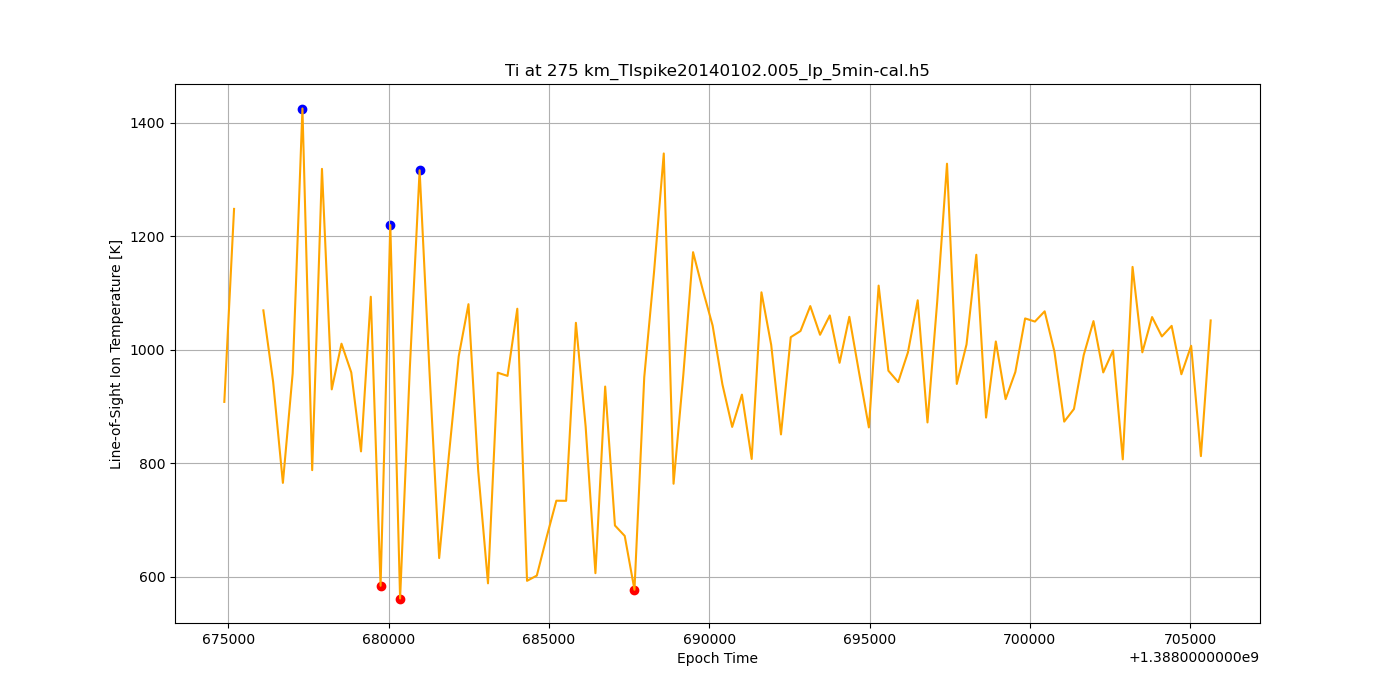 Ti at 275 km_TIspike20140102.005_lp_5min-cal.h5
Line-of-Sight Ion Temperature [K]
1400
1200
1000
800
600
675000 680000 685000 690000 695000 700000 705000
Epoch Time
+1.3880000000e9